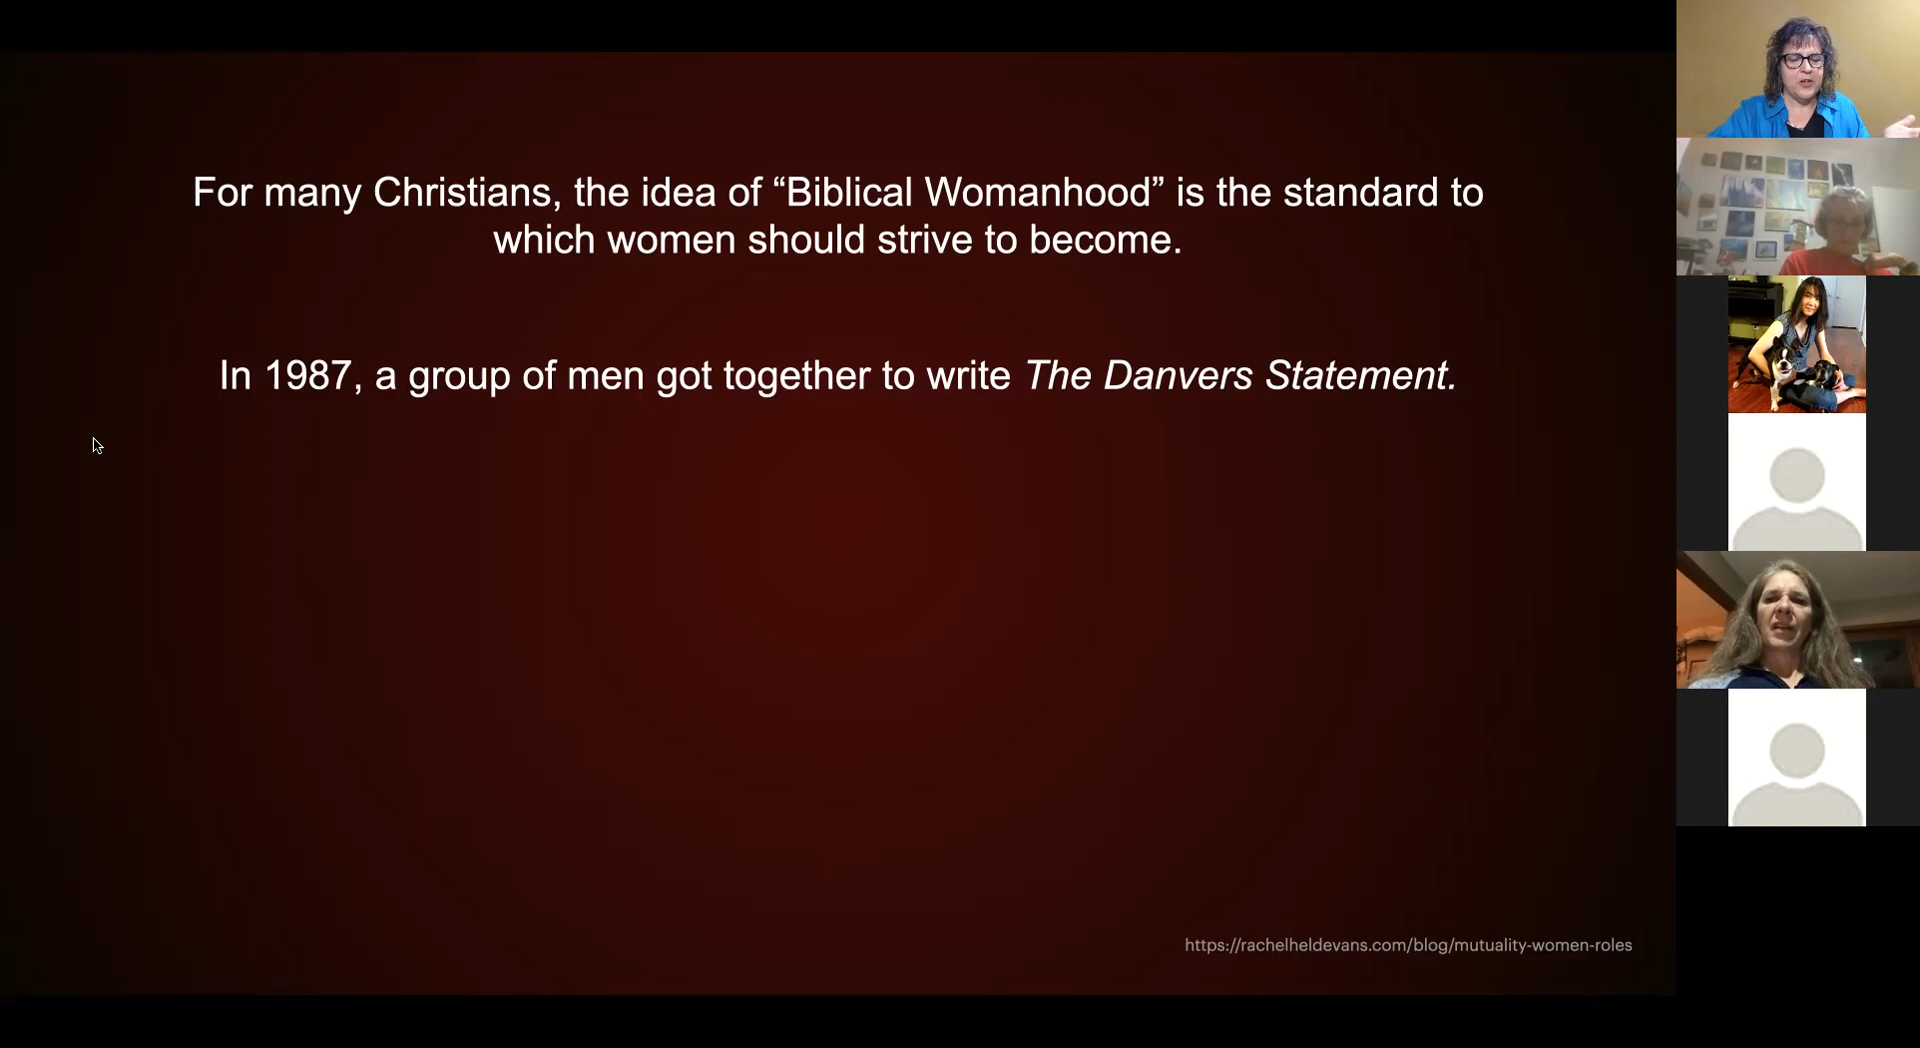 For many Christians, the idea of “Biblical Womanhood” is the standard to
which women should strive to become.
In 1987, a group of men got together to write The Danvers Statement.
https://rachelheldevans.com/blog/mutuality-women-roles